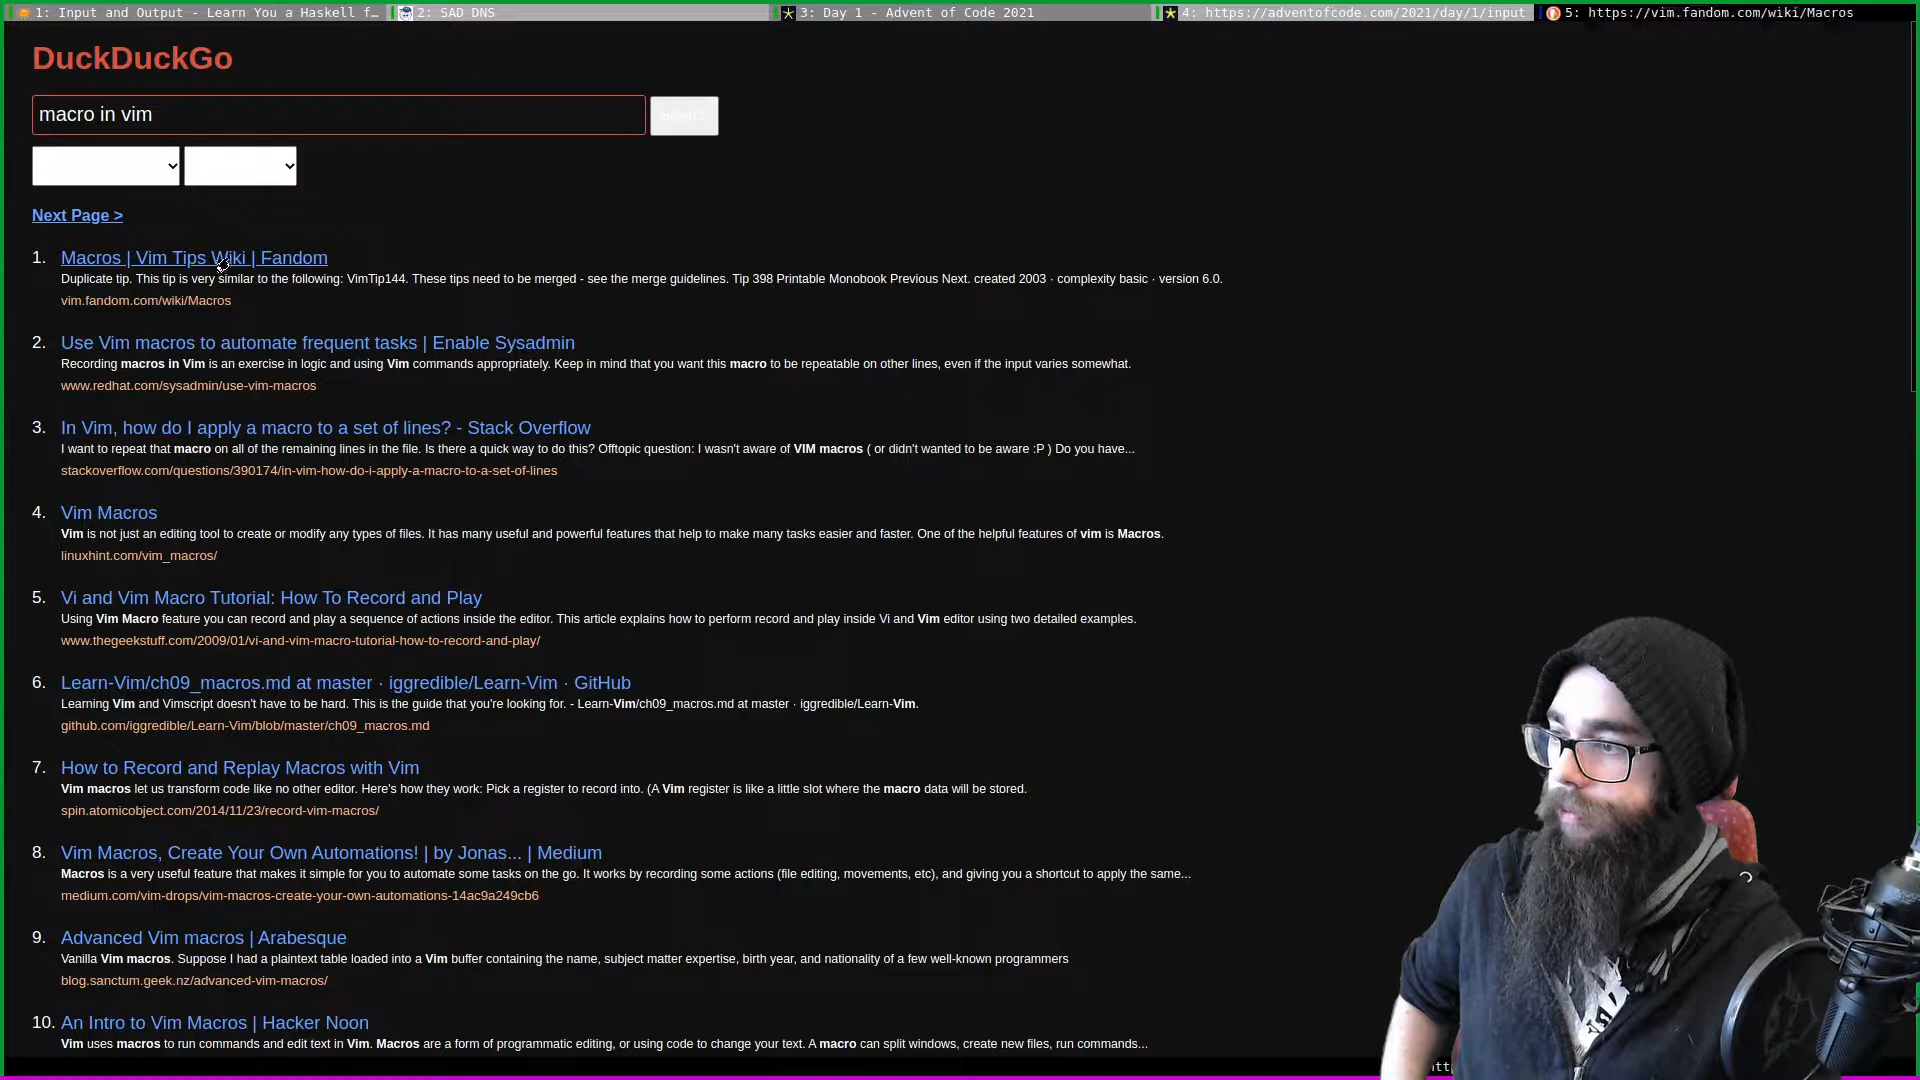 1: Input and Output - Learn You a Haskell f…
2: SAD DNS
3: Day 1 - Advent of Code 2021
4: https://adventofcode.com/2021/day/1/input
5: https://vim.fandom.com/wiki/Macros
DuckDuckGo
macro in vim
Next Page >
1. Macros | Vim Tips Wiki | Fandom
Duplicate tip. This tip is very similar to the following: VimTip144. These tips need to be merged - see the merge guidelines. Tip 398 Printable Monobook Previous Next. created 2003 · complexity basic · version 6.0.
vim.fandom.com/wiki/Macros
2. Use Vim macros to automate frequent tasks | Enable Sysadmin
Recording macros in Vim is an exercise in logic and using Vim commands appropriately. Keep in mind that you want this macro to be repeatable on other lines, even if the input varies somewhat.
www.redhat.com/sysadmin/use-vim-macros
3. In Vim, how do I apply a macro to a set of lines? - Stack Overflow
I want to repeat that macro on all of the remaining lines in the file. Is there a quick way to do this? Offtopic question: I wasn't aware of VIM macros ( or didn't wanted to be aware :P ) Do you have...
stackoverflow.com/questions/390174/in-vim-how-do-i-apply-a-macro-to-a-set-of-lines
4. Vim Macros
Vim is not just an editing tool to create or modify any types of files. It has many useful and powerful features that help to make many tasks easier and faster. One of the helpful features of vim is Macros.
linuxhint.com/vim_macros/
5. Vi and Vim Macro Tutorial: How To Record and Play
Using Vim Macro feature you can record and play a sequence of actions inside the editor. This article explains how to perform record and play inside Vi and Vim editor using two detailed examples.
www.thegeekstuff.com/2009/01/vi-and-vim-macro-tutorial-how-to-record-and-play/
6. Learn-Vim/ch09_macros.md at master · iggredible/Learn-Vim · GitHub
Learning Vim and Vimscript doesn't have to be hard. This is the guide that you're looking for. - Learn-Vim/ch09_macros.md at master · iggredible/Learn-Vim.
github.com/iggredible/Learn-Vim/blob/master/ch09_macros.md
7. How to Record and Replay Macros with Vim
Vim macros let us transform code like no other editor. Here's how they work: Pick a register to record into. (A Vim register is like a little slot where the macro data will be stored.
spin.atomicobject.com/2014/11/23/record-vim-macros/
8. Vim Macros, Create Your Own Automations! | by Jonas... | Medium
Macros is a very useful feature that makes it simple for you to automate some tasks on the go. It works by recording some actions (file editing, movements, etc), and giving you a shortcut to apply the same...
medium.com/vim-drops/vim-macros-create-your-own-automations-14ac9a249cb6
9. Advanced Vim macros | Arabesque
Vanilla Vim macros. Suppose I had a plaintext table loaded into a Vim buffer containing the name, subject matter expertise, birth year, and nationality of a few well-known programmers
blog.sanctum.geek.nz/advanced-vim-macros/
10. An Intro to Vim Macros | Hacker Noon
Vim uses macros to run commands and edit text in Vim. Macros are a form of programmatic editing, or using code to change your text. A macro can split windows, create new files, run commands...